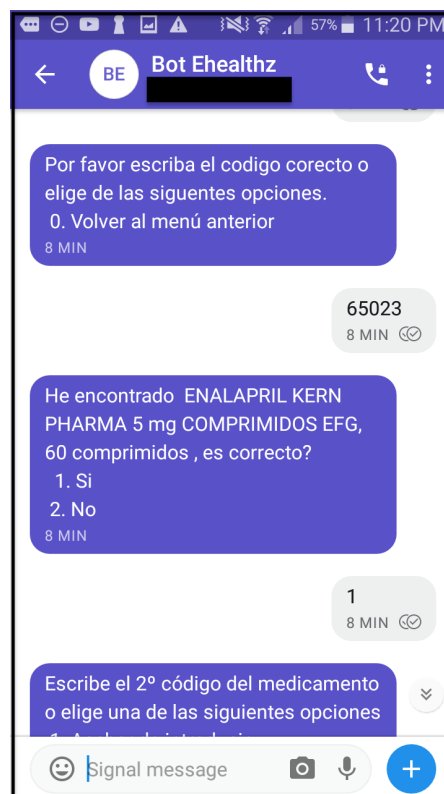 57% 11:20 PM
BE Bot Ehealthz
Por favor escriba el codigo corecto o
elige de las siguentes opciones.
0. Volver al menú anterior
8 MIN
65023
8 MIN
He encontrado ENALAPRIL KERN
PHARMA 5 mg COMPRIMIDOS EFG,
60 comprimidos , es correcto?
1. Si
2. No
8 MIN
1
8 MIN
Escribe el 2º código del medicamento
o elige una de las siguientes opciones
Signal message